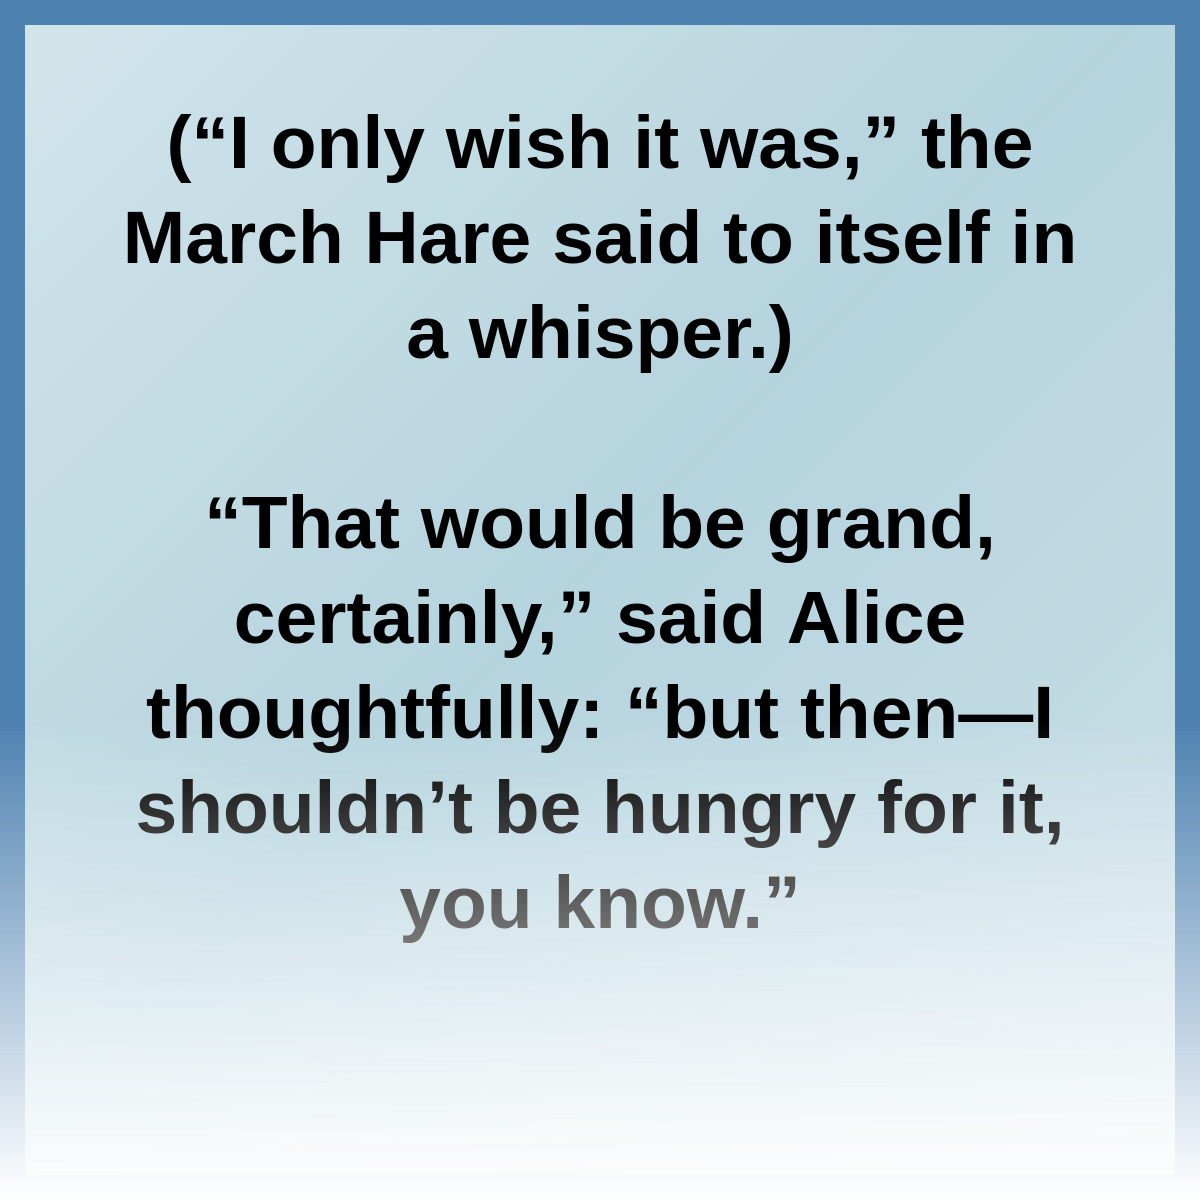 (“I only wish it was,” the
March Hare said to itself in
a whisper.)
“That would be grand,
certainly,” said Alice
thoughtfully: “but then—I
shouldn’t be hungry for it,
you know.”